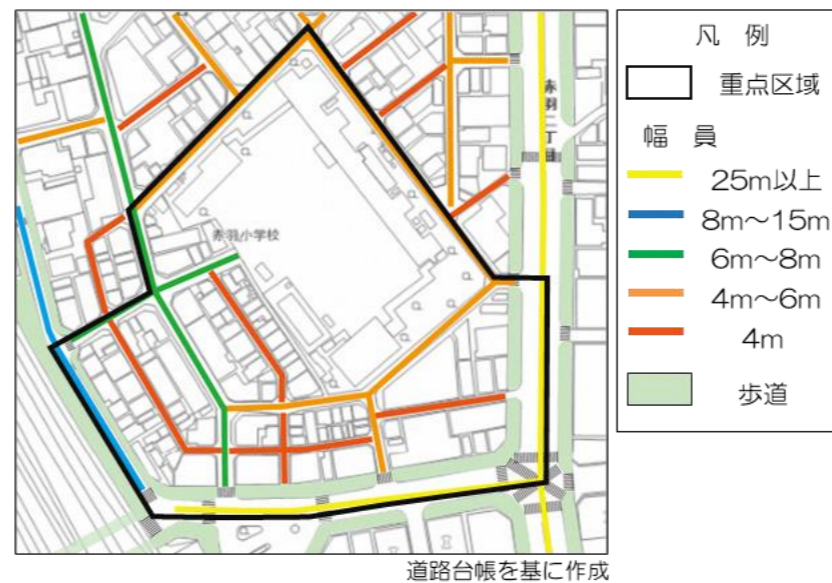 赤羽二丁目
赤羽小学校
凡　例
重点区域
幅　員
25m以上
8m～15m
6m～8m
4m～6m
4m
歩道
道路台帳を基に作成